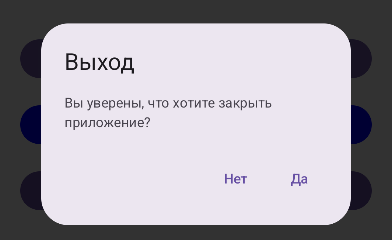 Выход
Вы уверены, что хотите закрыть
приложение?
Нет Да